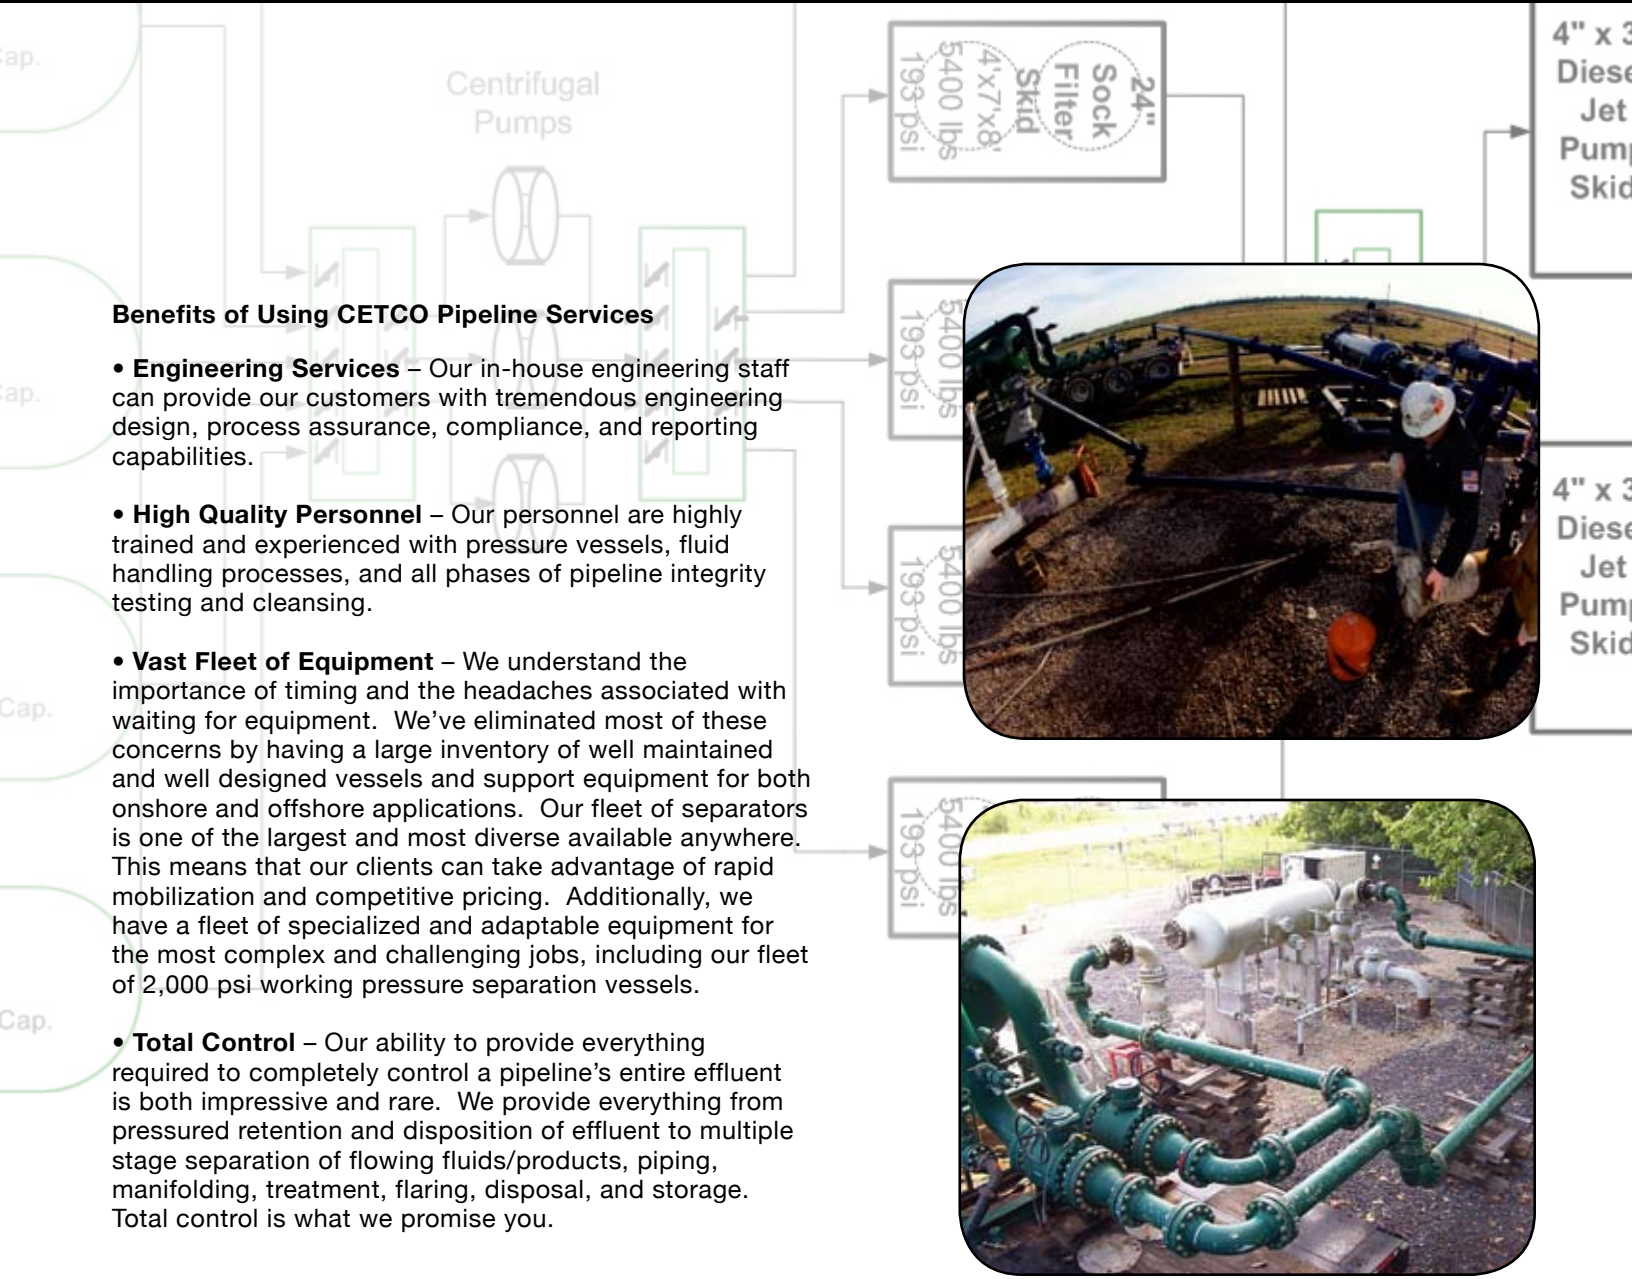 ap.
Centrifugal
Pumps
24"
Sock
Filter
Skid
4'x7'x8'
5400 lbs
193 psi
4" x 3
Diese
Jet
Pump
Skid
Benefits of Using CETCO Pipeline Services
• Engineering Services – Our in-house engineering staff
can provide our customers with tremendous engineering
design, process assurance, compliance, and reporting
capabilities.
• High Quality Personnel – Our personnel are highly
trained and experienced with pressure vessels, fluid
handling processes, and all phases of pipeline integrity
testing and cleansing.
• Vast Fleet of Equipment – We understand the
importance of timing and the headaches associated with
waiting for equipment.  We’ve eliminated most of these
concerns by having a large inventory of well maintained
and well designed vessels and support equipment for both
onshore and offshore applications.  Our fleet of separators
is one of the largest and most diverse available anywhere.
This means that our clients can take advantage of rapid
mobilization and competitive pricing.  Additionally, we
have a fleet of specialized and adaptable equipment for
the most complex and challenging jobs, including our fleet
of 2,000 psi working pressure separation vessels.
• Total Control – Our ability to provide everything
required to completely control a pipeline’s entire effluent
is both impressive and rare.  We provide everything from
pressured retention and disposition of effluent to multiple
stage separation of flowing fluids/products, piping,
manifolding, treatment, flaring, disposal, and storage.
Total control is what we promise you.
ap.
Cap.
Cap.
5400 lbs
193 psi
5400 lbs
193 psi
5400 lbs
193 psi
4" x 3
Diese
Jet
Pump
Skid